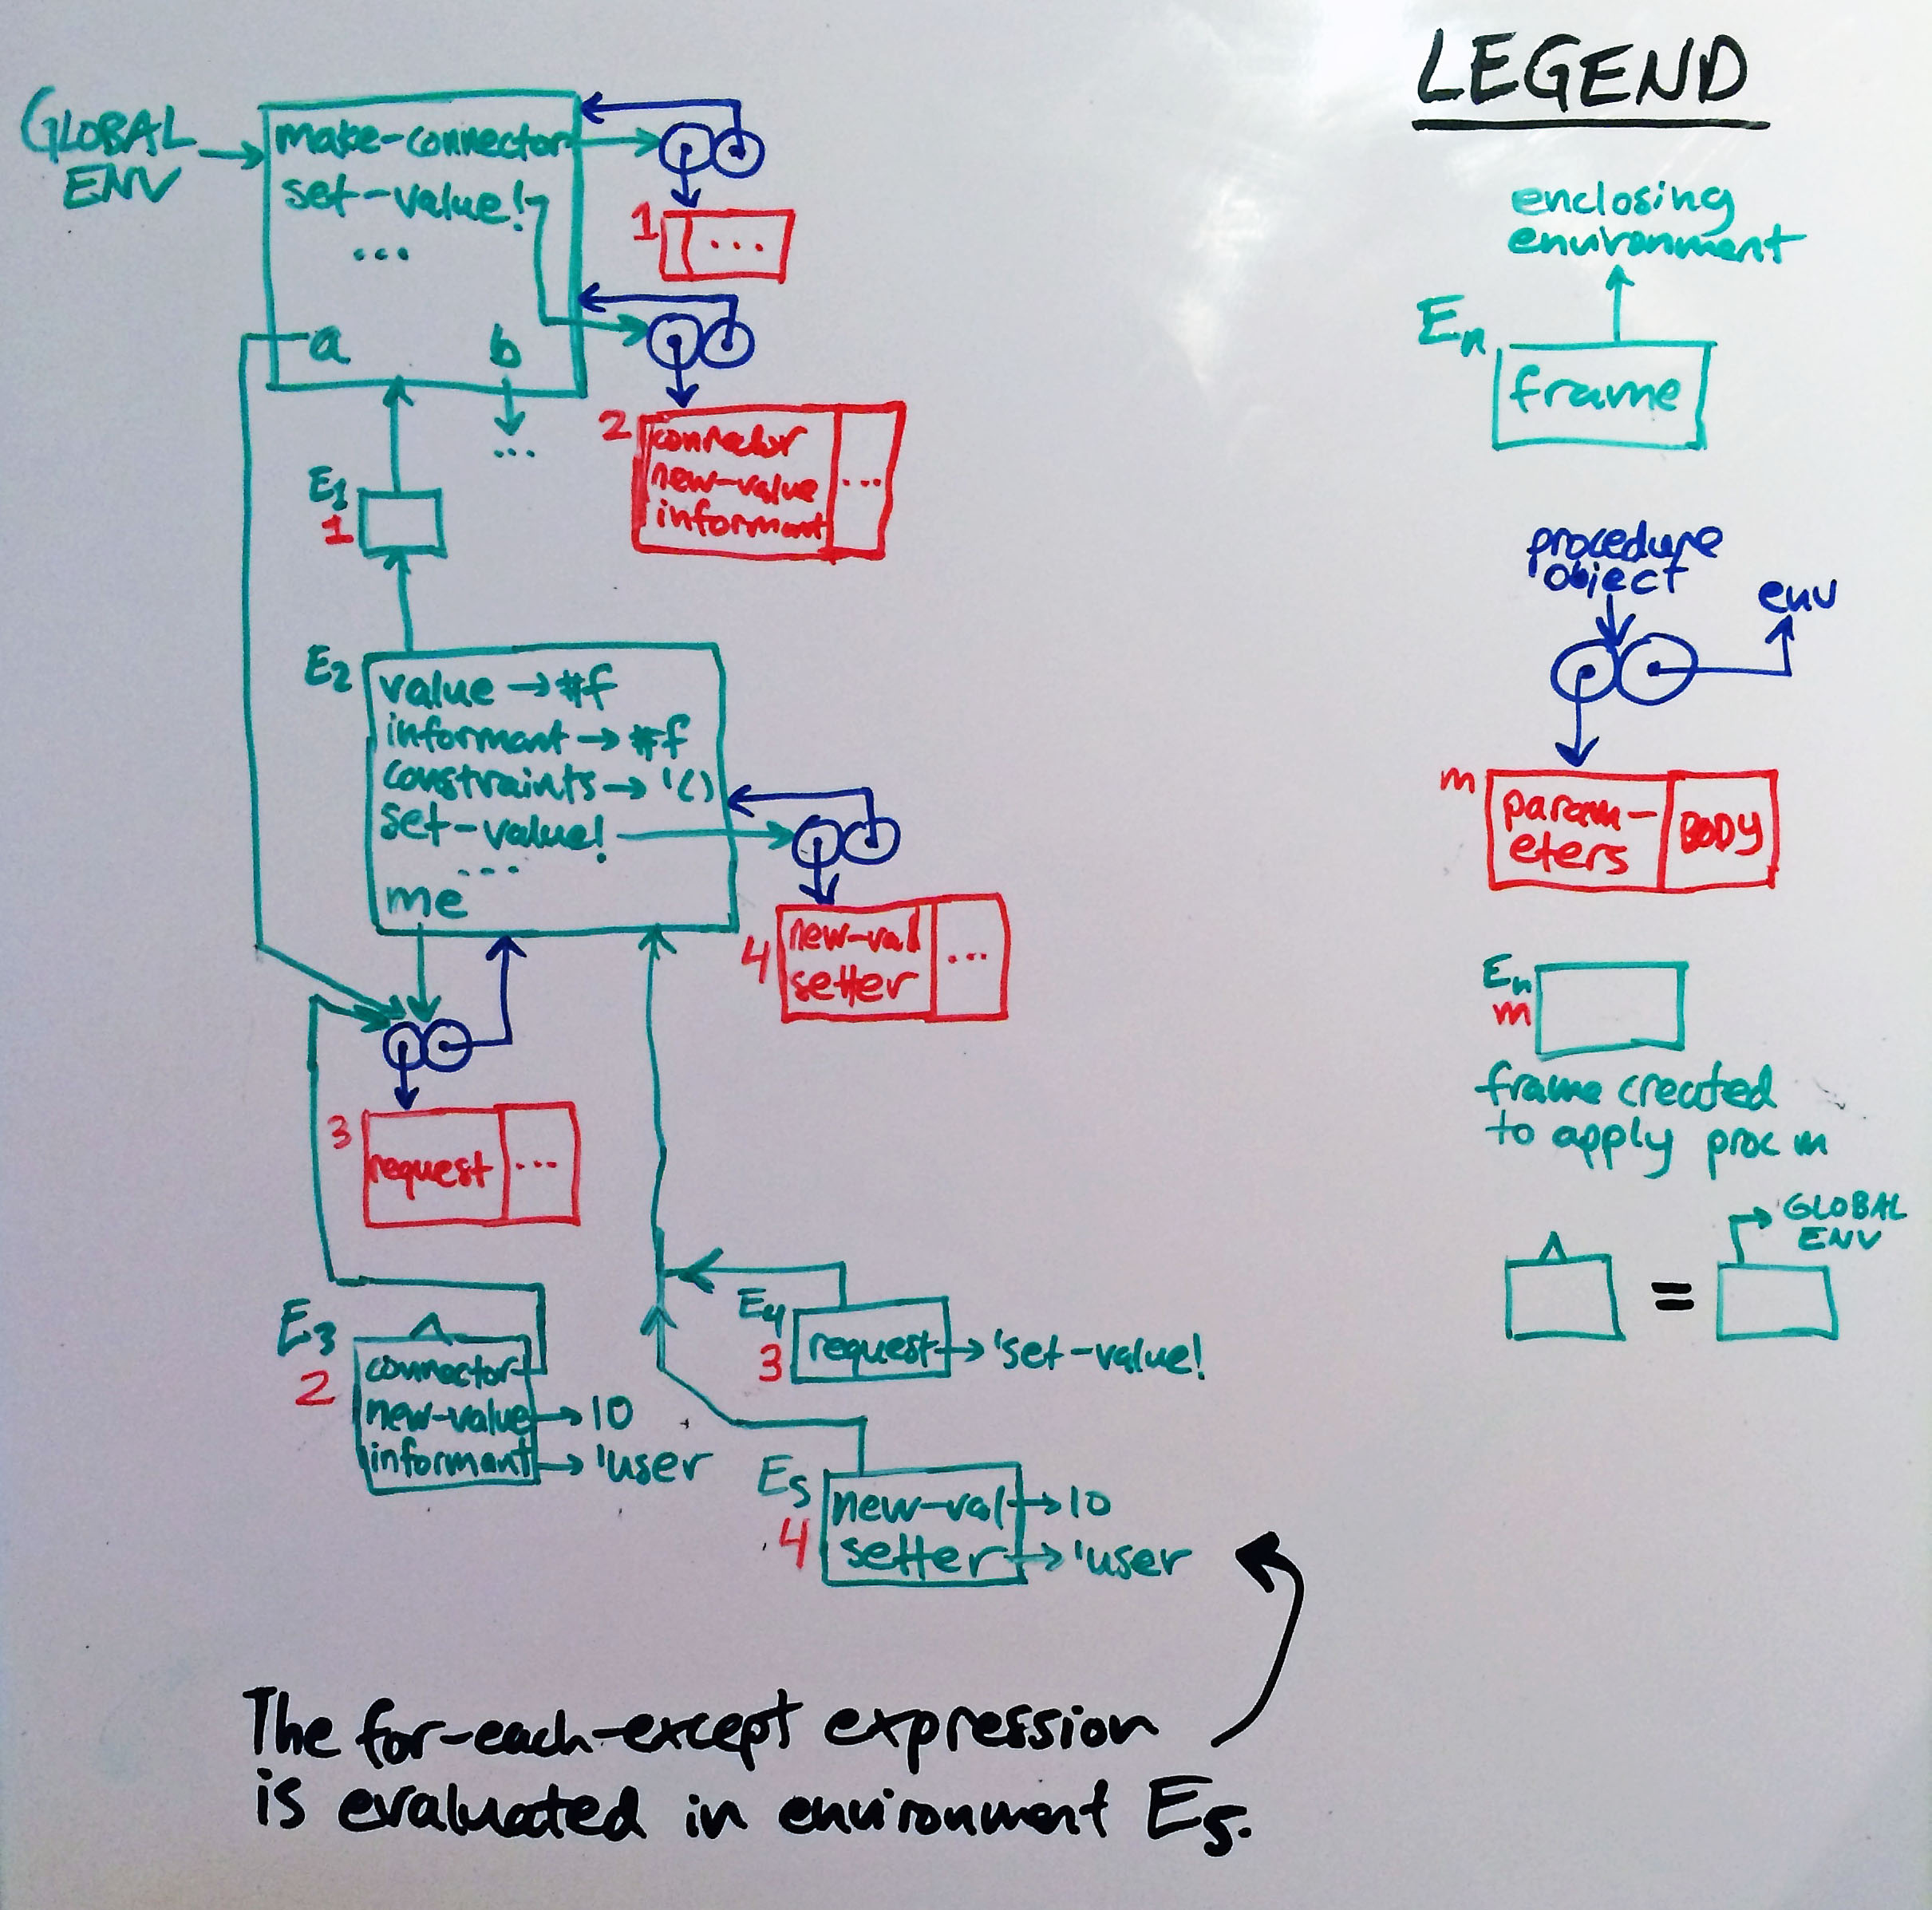 GLOBAL
ENV
make-connector
set-value!
...
a
b
...
1
...
2
connector
new-value
informant
...
E1
1
E2
value → #f
informant → #f
constraints → '()
set-value!
...
me
4
new-val
setter
...
3
request
...
E3
2
connector
new-value → 10
informant → 'user
E4
3
request → 'set-value!
E5
4
new-val → 10
setter → 'user
The for-each-except expression
is evaluated in environment E5.
LEGEND
enclosing
environment
En
frame
procedure
object
env
m
param-
eters
BODY
En
m
frame created
to apply proc m
=
GLOBAL
ENV